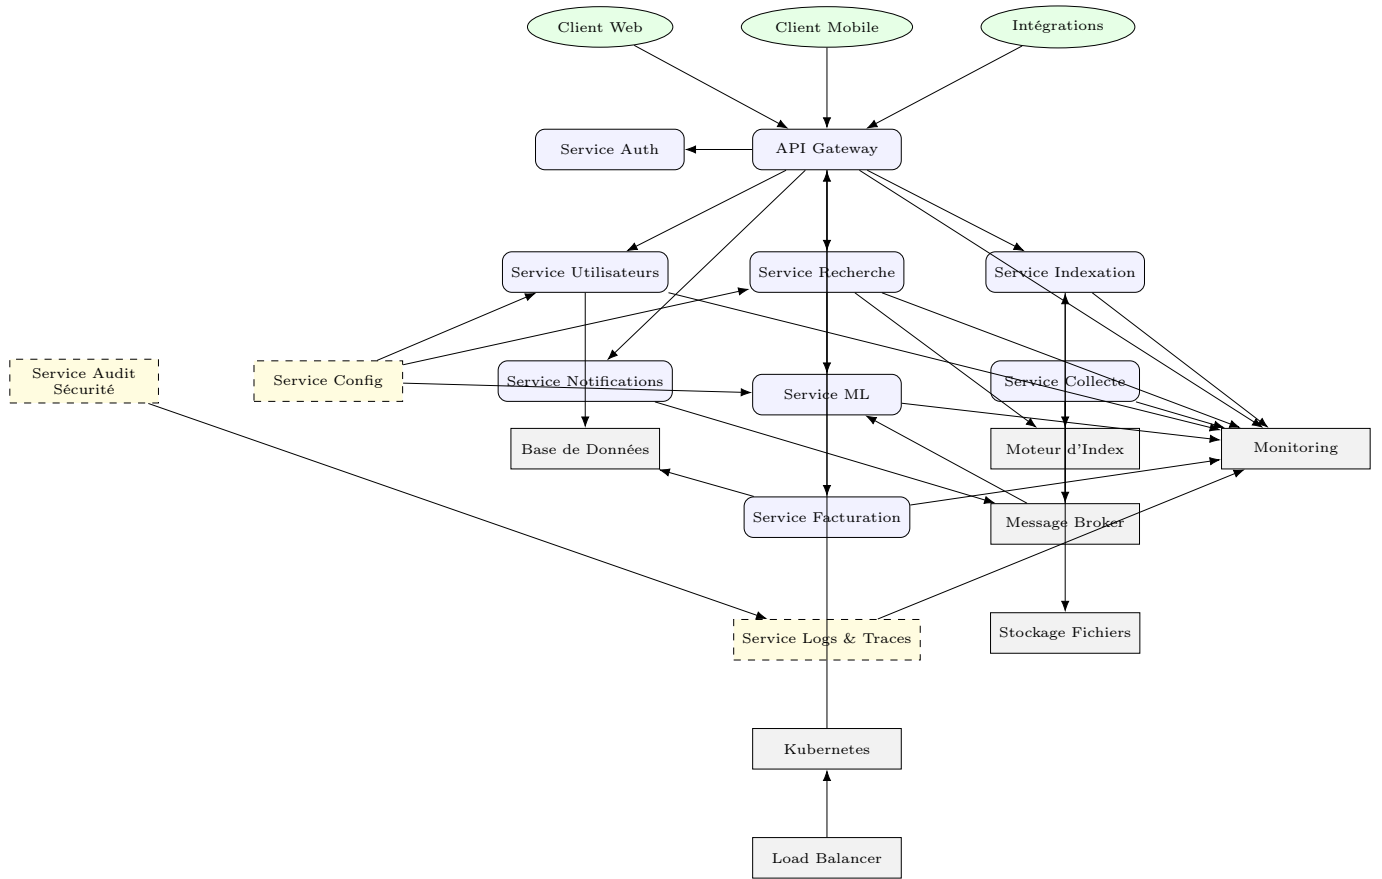 Client Web
Client Mobile
Intégrations
Service Auth
API Gateway
Service Utilisateurs
Service Recherche
Service Indexation
Service Audit
Sécurité
Service Config
Service Notifications
Service ML
Service Collecte
Base de Données
Moteur d'Index
Monitoring
Service Facturation
Message Broker
Service Logs & Traces
Stockage Fichiers
Kubernetes
Load Balancer